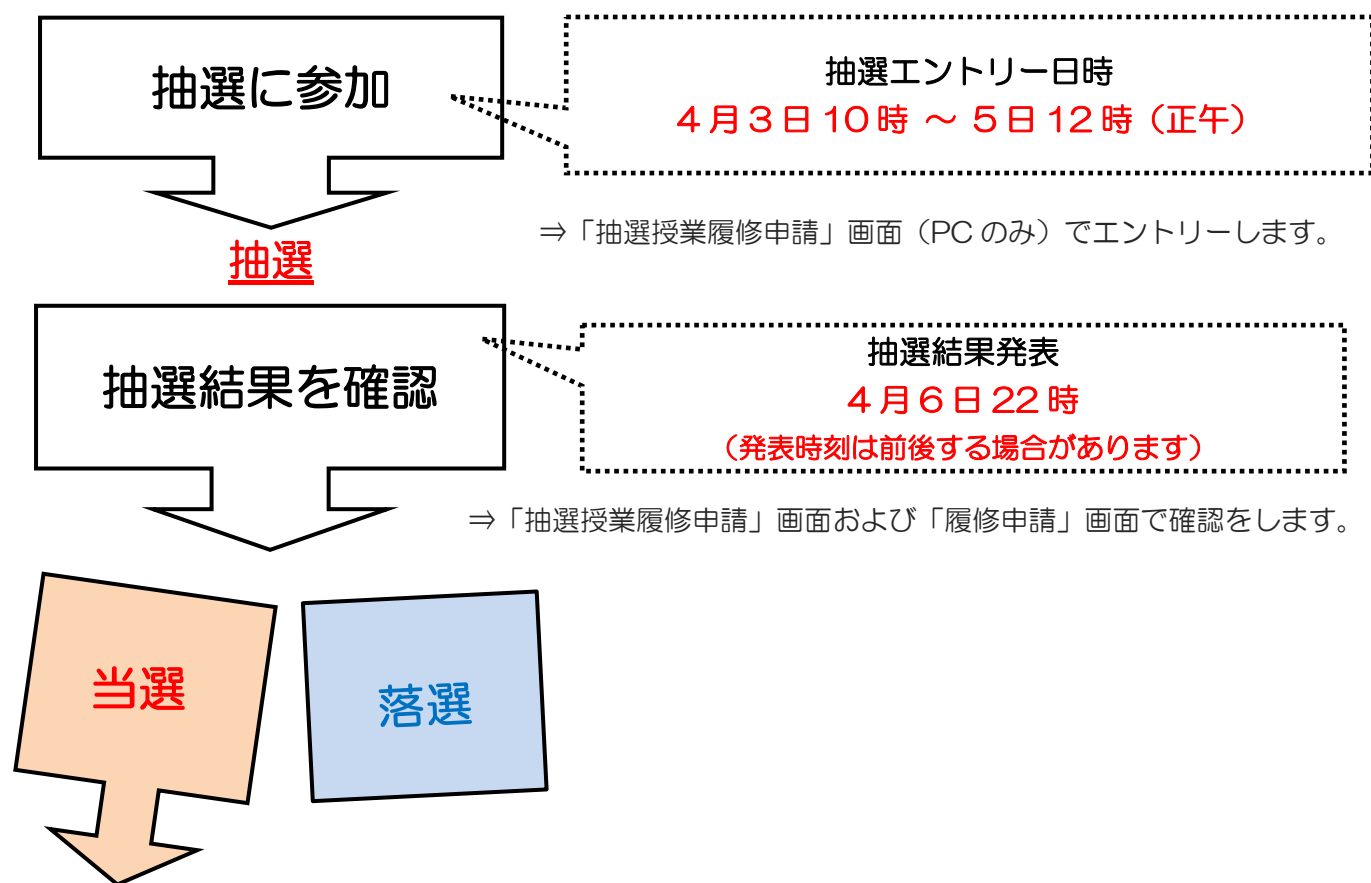 抽選に参加
抽選エントリー日時
４月３日10時 ～ ５日12時（正午）
⇒「抽選授業履修申請」画面（PCのみ）でエントリーします。
抽選
抽選結果を確認
抽選結果発表
４月６日22時
（発表時刻は前後する場合があります）
⇒「抽選授業履修申請」画面および「履修申請」画面で確認をします。
当選
落選